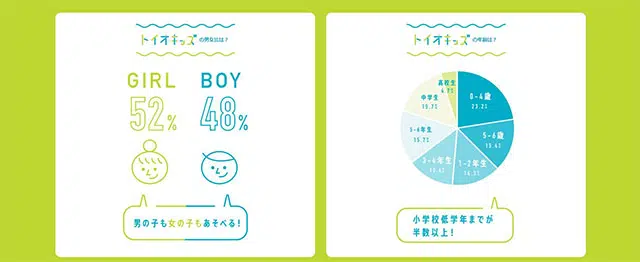 トイオキッズの男女比は？
GIRL
52%
BOY
48%
男の子も女の子もあそべる！
トイオキッズの年齢は？
0-4歳
23.2%
5-6歳
1-2年生
3-4年生
5-6年生
15.7%
中学生
高校生
小学校低学年までが
半数以上！